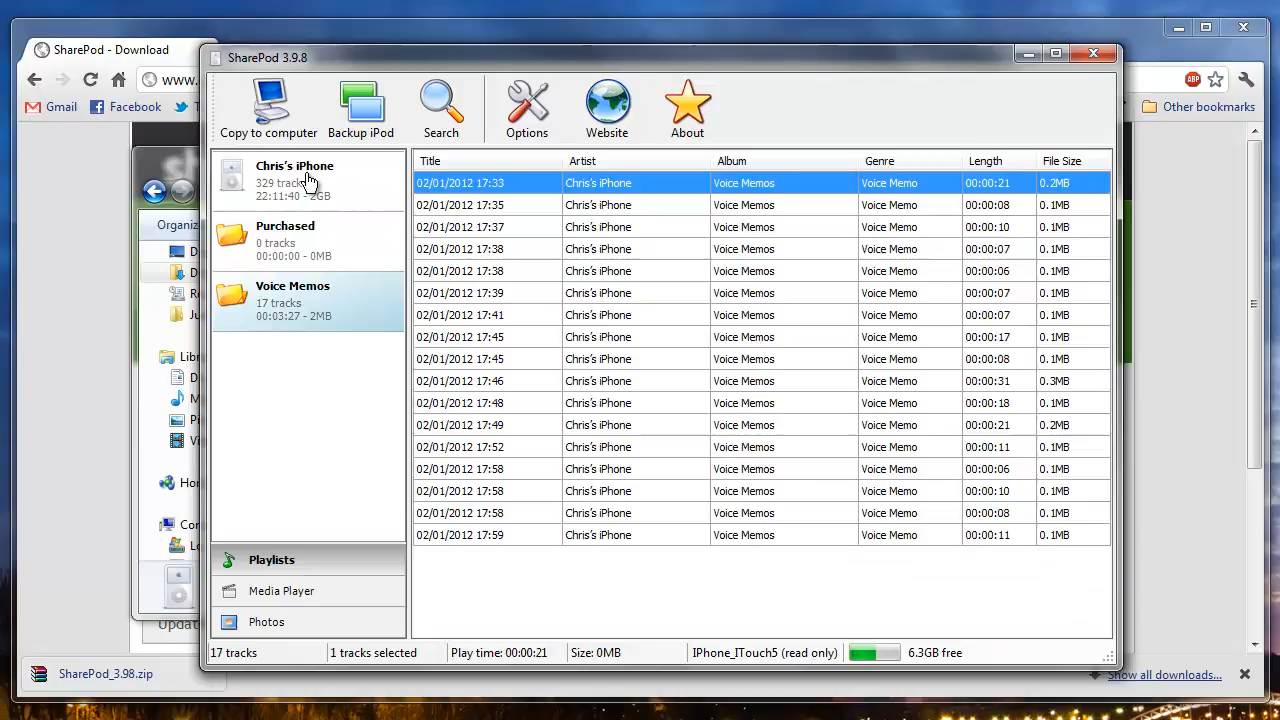 SharePod - Download
SharePod 3.9.8
www.
Gmail
Facebook
Other bookmarks
ABP
Copy to computer
Backup iPod
Search
Options
Website
About
Chris's iPhone
329 tracks
22:11:40 - 2GB
Purchased
0 tracks
00:00:00 - 0MB
Voice Memos
17 tracks
00:03:27 - 2MB
Playlists
Media Player
Photos
Title Artist Album Genre Length File Size
02/01/2012 17:33 Chris's iPhone Voice Memos Voice Memo 00:00:21 0.2MB
02/01/2012 17:35 Chris's iPhone Voice Memos Voice Memo 00:00:08 0.1MB
02/01/2012 17:37 Chris's iPhone Voice Memos Voice Memo 00:00:10 0.1MB
02/01/2012 17:38 Chris's iPhone Voice Memos Voice Memo 00:00:07 0.1MB
02/01/2012 17:38 Chris's iPhone Voice Memos Voice Memo 00:00:06 0.1MB
02/01/2012 17:39 Chris's iPhone Voice Memos Voice Memo 00:00:07 0.1MB
02/01/2012 17:41 Chris's iPhone Voice Memos Voice Memo 00:00:07 0.1MB
02/01/2012 17:45 Chris's iPhone Voice Memos Voice Memo 00:00:17 0.1MB
02/01/2012 17:45 Chris's iPhone Voice Memos Voice Memo 00:00:08 0.1MB
02/01/2012 17:46 Chris's iPhone Voice Memos Voice Memo 00:00:31 0.3MB
02/01/2012 17:48 Chris's iPhone Voice Memos Voice Memo 00:00:18 0.1MB
02/01/2012 17:49 Chris's iPhone Voice Memos Voice Memo 00:00:21 0.2MB
02/01/2012 17:52 Chris's iPhone Voice Memos Voice Memo 00:00:11 0.1MB
02/01/2012 17:58 Chris's iPhone Voice Memos Voice Memo 00:00:06 0.1MB
02/01/2012 17:58 Chris's iPhone Voice Memos Voice Memo 00:00:10 0.1MB
02/01/2012 17:58 Chris's iPhone Voice Memos Voice Memo 00:00:08 0.1MB
02/01/2012 17:59 Chris's iPhone Voice Memos Voice Memo 00:00:11 0.1MB
17 tracks 1 tracks selected Play time: 00:00:21 Size: 0MB IPhone_ITouch5 (read only) 6.3GB free
SharePod_3.98.zip
Show all downloads...